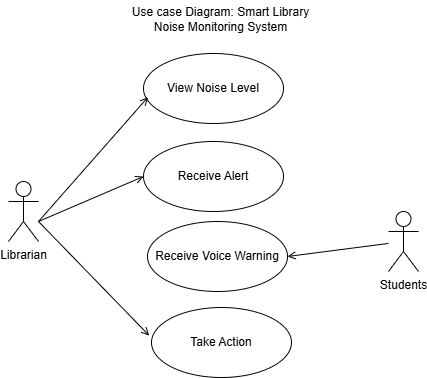 Use case Diagram: Smart Library
Noise Monitoring System
View Noise Level
Receive Alert
Librarian
Receive Voice Warning
Students
Take Action